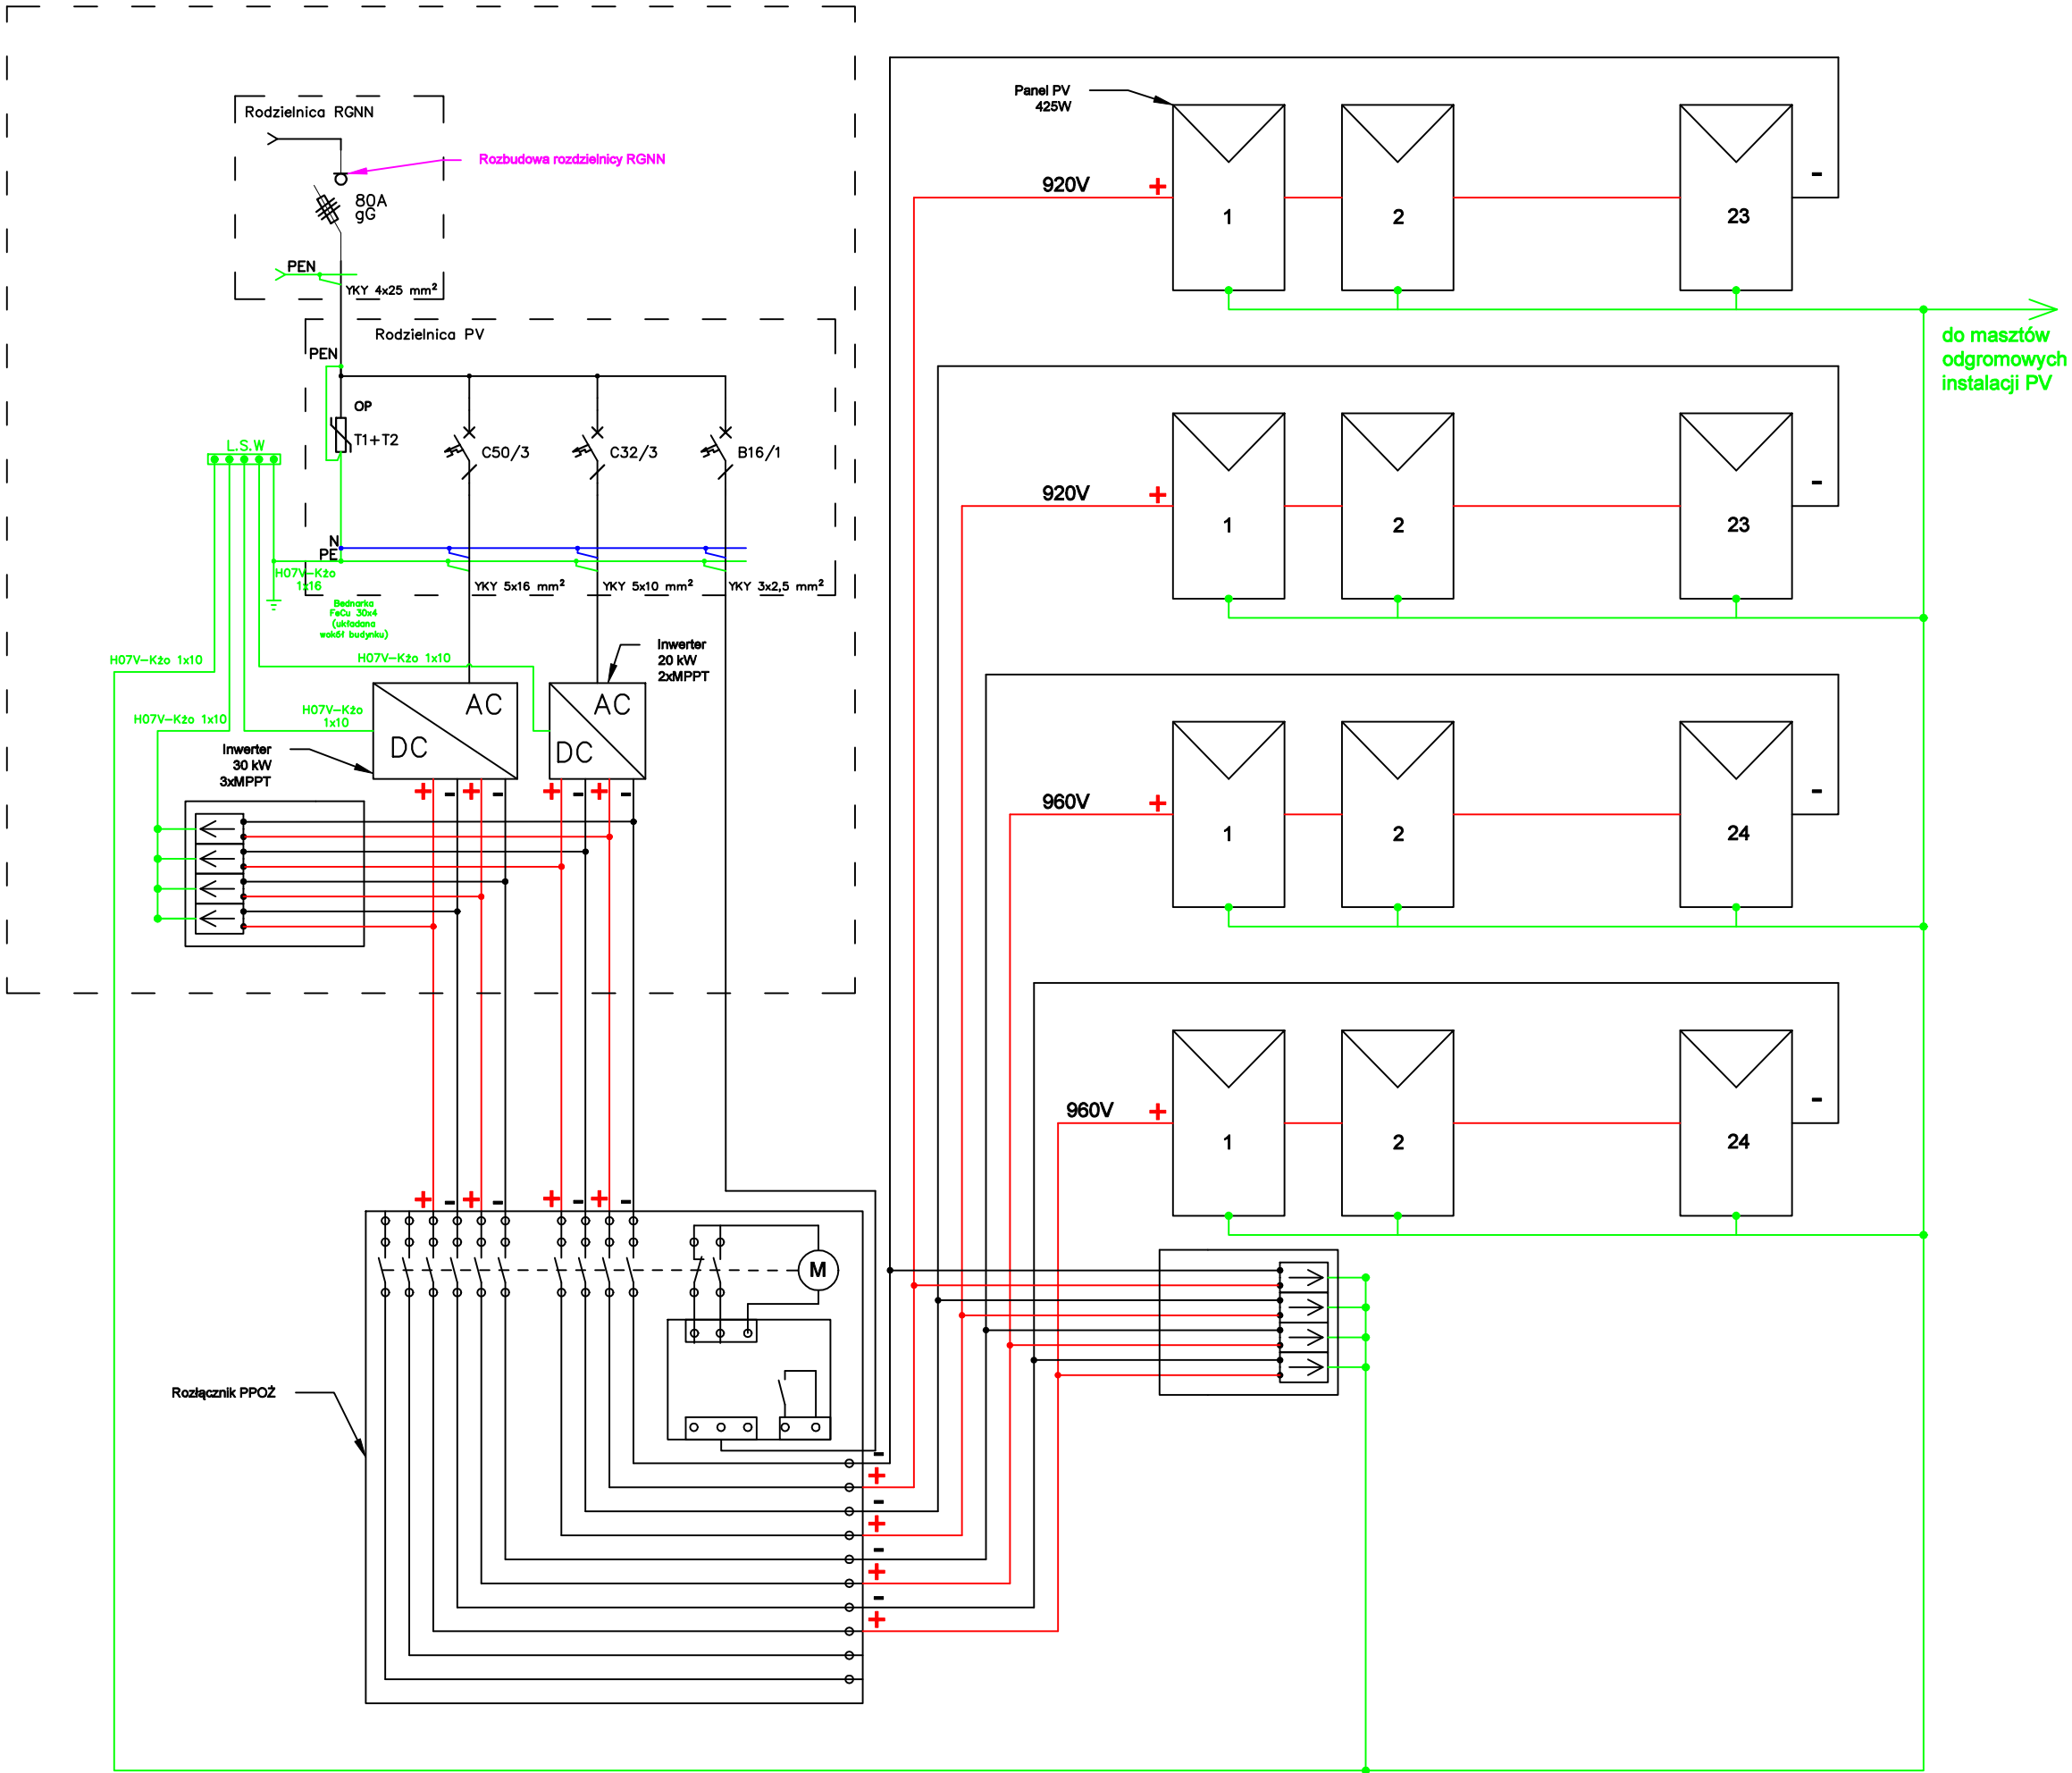 Rodzielnica RGNN
Rozbudowa rozdzielnicy RGNN
80A
gG
PEN
YKY 4x25 mm²
Rodzielnica PV
PEN
OP
T1+T2
C50/3
C32/3
B16/1
L.S.W
N
PE
H07V-Kżo
1x16
YKY 5x16 mm²
YKY 5x10 mm²
YKY 3x2,5 mm²
Bednarka
FeCu 30x4
(układana
wokół budynku)
H07V-Kżo 1x10
H07V-Kżo 1x10
H07V-Kżo 1x10
H07V-Kżo
1x10
Inwerter
20 kW
2xMPPT
AC
DC
AC
DC
Inwerter
30 kW
3xMPPT
+ - + - + - + -
+ - + - + - + -
M
Rozłącznik PPOŻ
-
+
-
+
-
+
-
+
Panel PV
425W
920V + -
1 2 23
do masztów
odgromowych
instalacji PV
920V + -
1 2 23
960V + -
1 2 24
960V + -
1 2 24